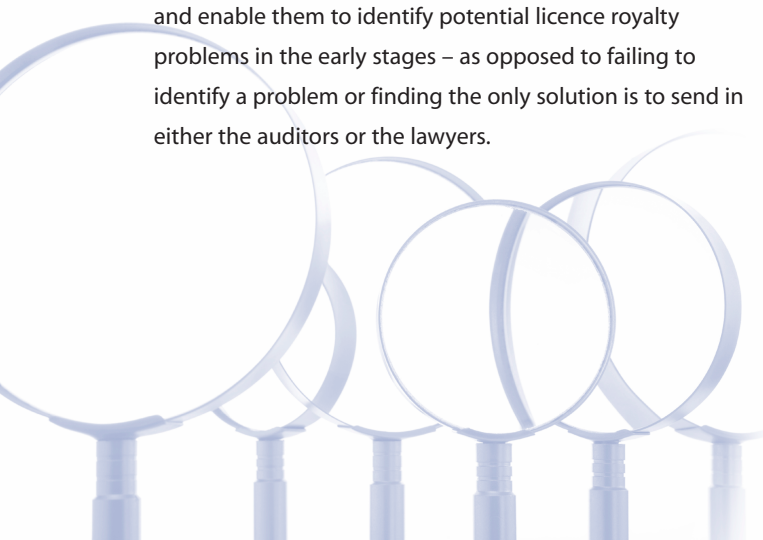 and enable them to identify potential licence royalty
problems in the early stages – as opposed to failing to
identify a problem or finding the only solution is to send in
either the auditors or the lawyers.